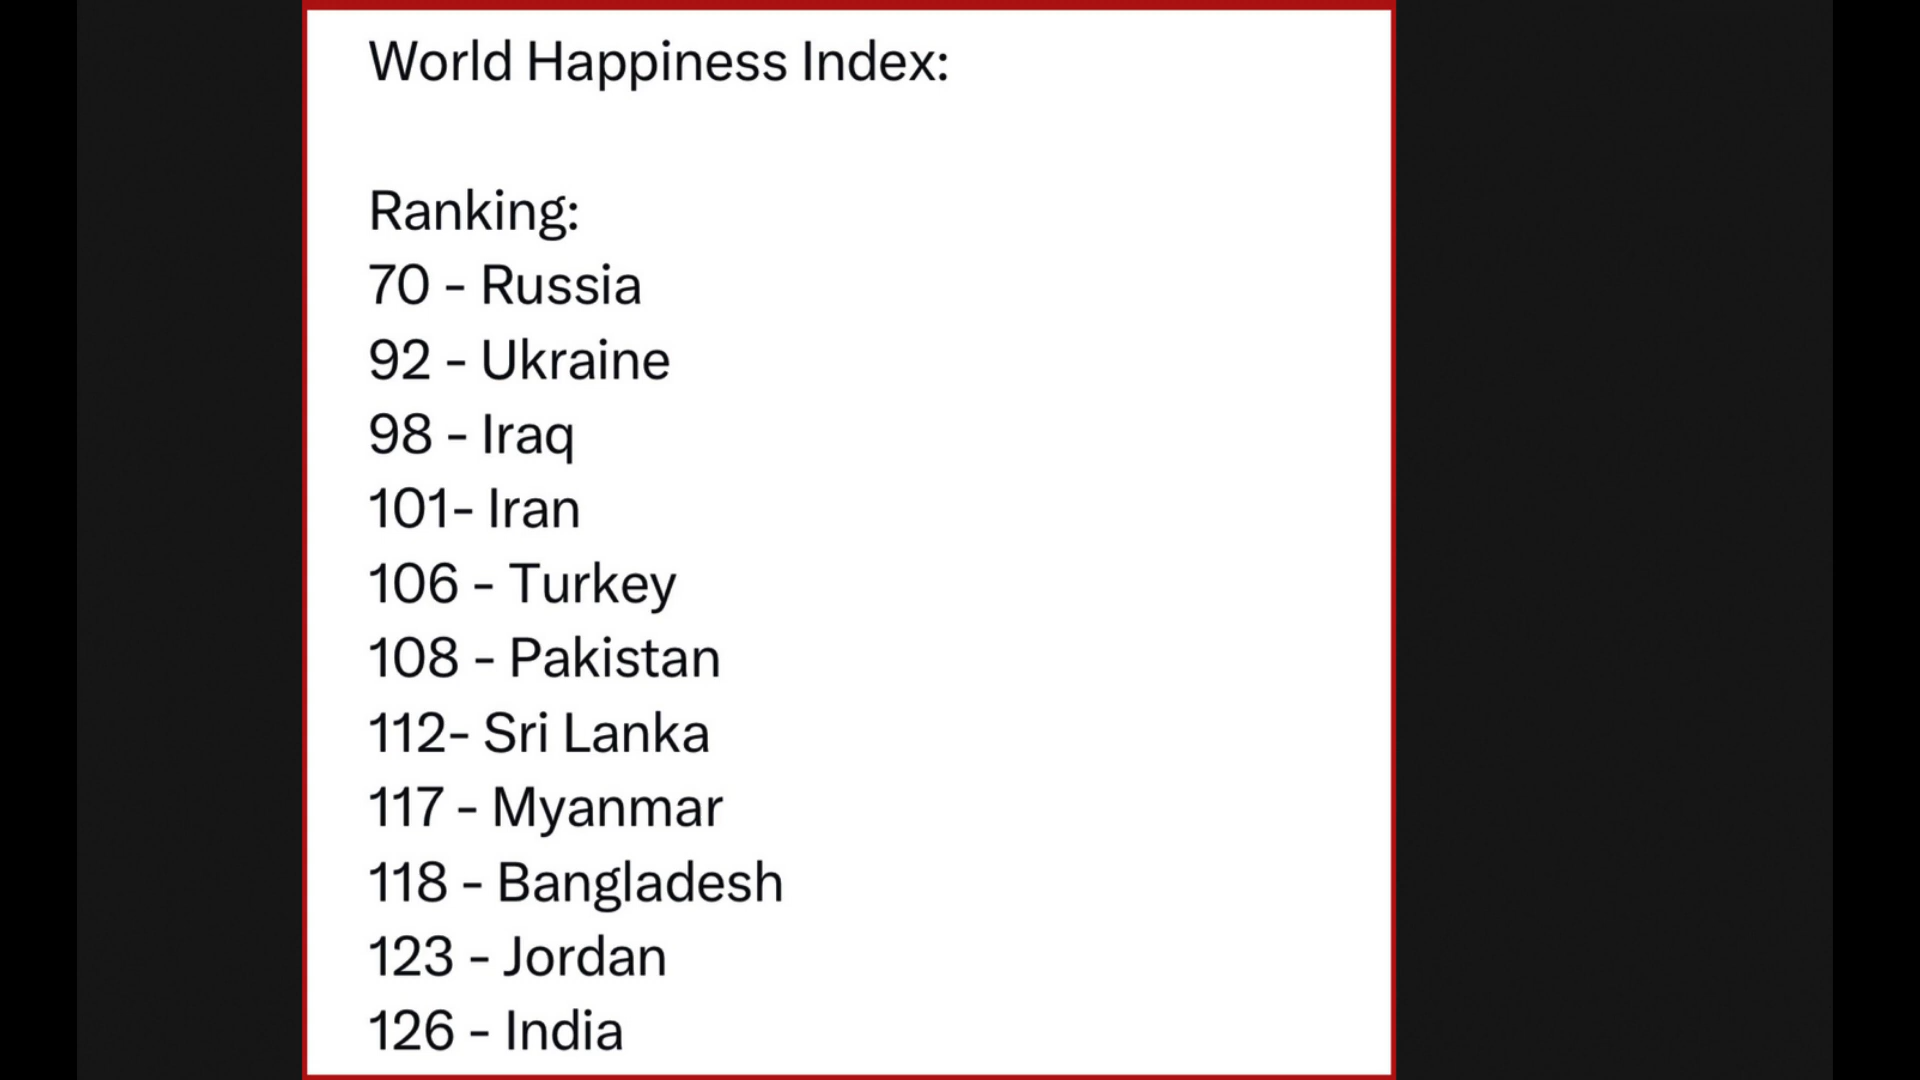 World Happiness Index:
Ranking:
70 - Russia
92 - Ukraine
98 - Iraq
101- Iran
106 - Turkey
108 - Pakistan
112- Sri Lanka
117 - Myanmar
118 - Bangladesh
123 - Jordan
126 - India